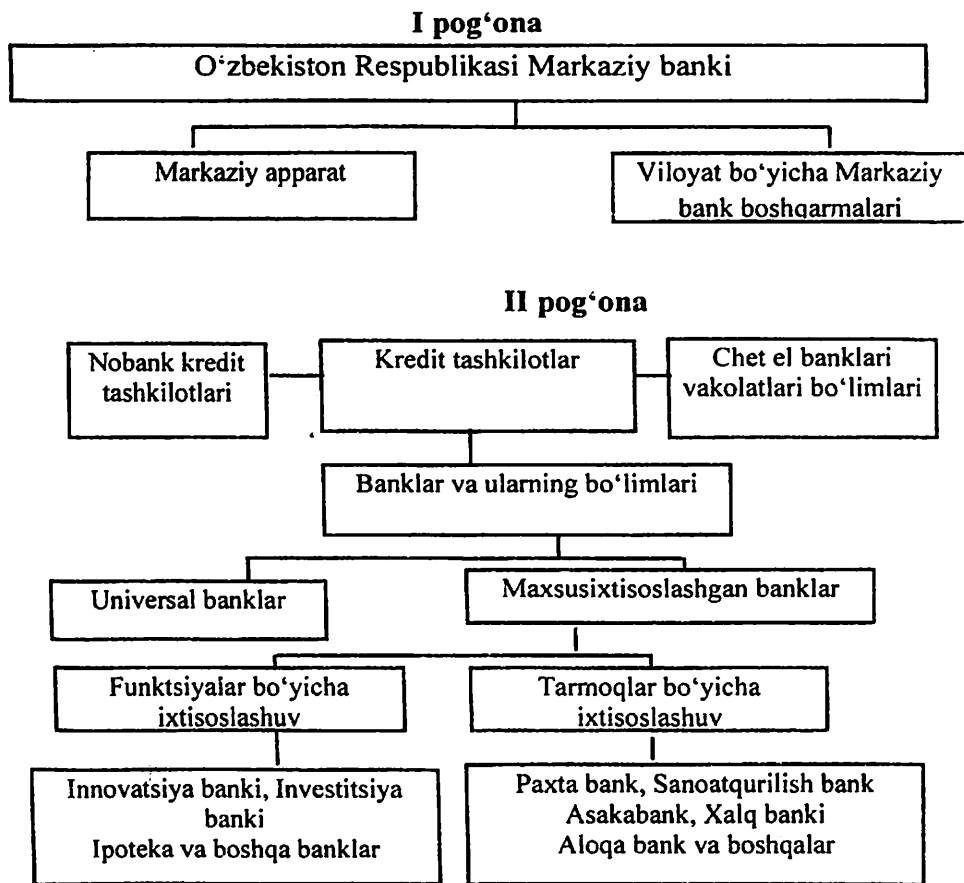 I pog‘ona
O‘zbekiston Respublikasi Markaziy banki
Markaziy apparat
Viloyat bo‘yicha Markaziy
bank boshqarmalari
II pog‘ona
Nobank kredit
tashkilotlari
Kredit tashkilotlar
Chet el banklari
vakolatlari bo‘limlari
Banklar va ularning bo‘limlari
Universal banklar
Maxsusixtisoslashgan banklar
Funktsiyalar bo‘yicha
ixtisoslashuv
Tarmoqlar bo‘yicha
ixtisoslashuv
Innovatsiya banki, Investitsiya
banki
Ipoteka va boshqa banklar
Paxta bank, Sanoatqurilish bank
Asakabank, Xalq banki
Aloqa bank va boshqalar